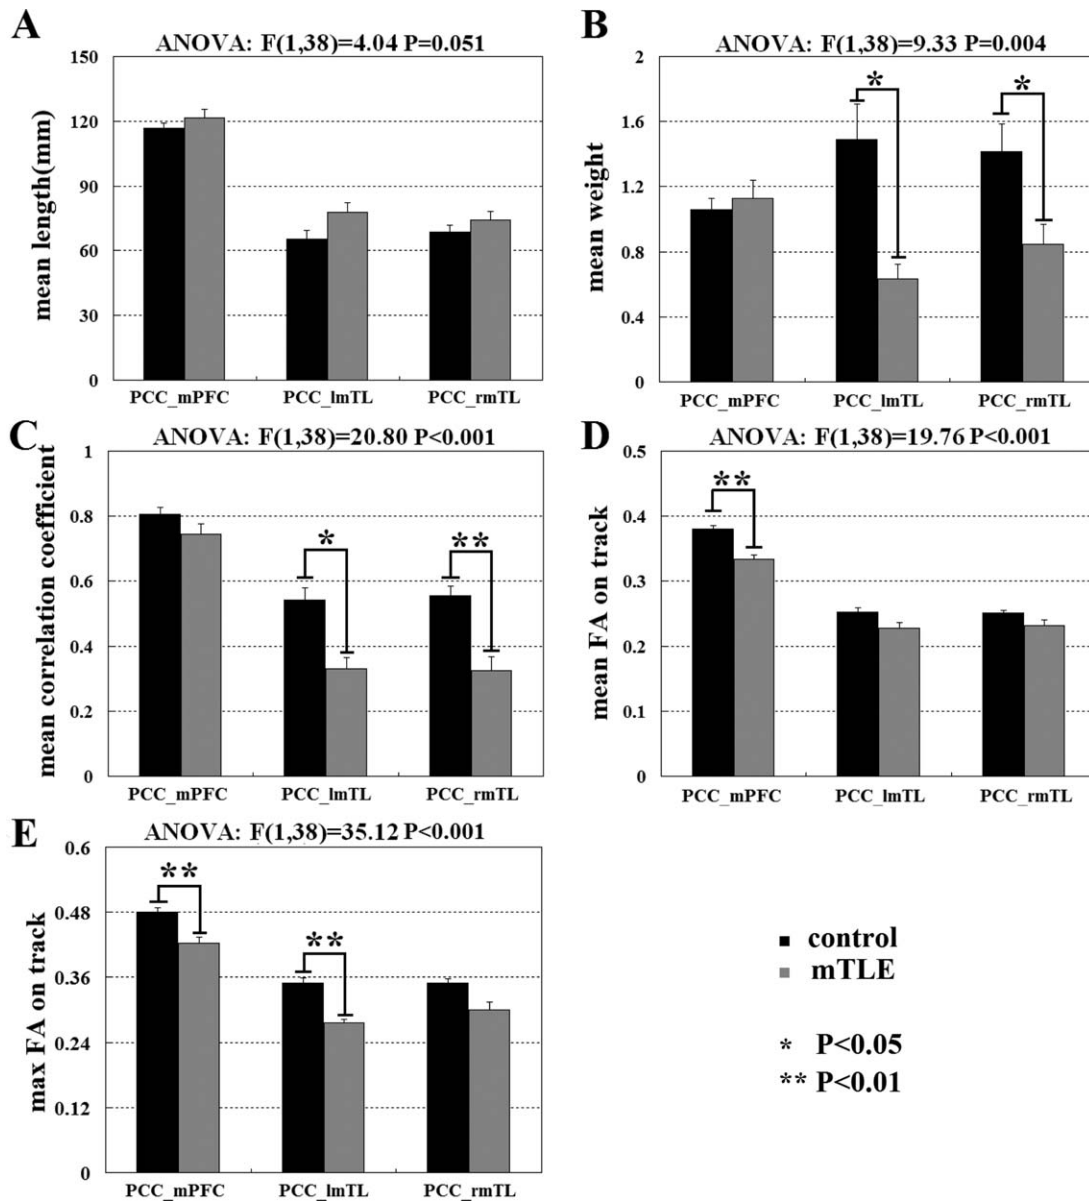 A
ANOVA: F(1,38)=4.04 P=0.051
mean length(mm)
150
120
90
60
30
0
PCC_mPFC PCC_lmTL PCC_rmTL
B
ANOVA: F(1,38)=9.33 P=0.004
mean weight
2
1.6
1.2
0.8
0.4
0
* *
PCC_mPFC PCC_lmTL PCC_rmTL
C
ANOVA: F(1,38)=20.80 P<0.001
mean correlation coefficient
1
0.8
0.6
0.4
0.2
0
* **
PCC_mPFC PCC_lmTL PCC_rmTL
D
ANOVA: F(1,38)=19.76 P<0.001
mean FA on track
0.5
0.4
0.3
0.2
0.1
0
**
PCC_mPFC PCC_lmTL PCC_rmTL
E
ANOVA: F(1,38)=35.12 P<0.001
max FA on track
0.6
0.48
0.36
0.24
0.12
0
** **
PCC_mPFC PCC_lmTL PCC_rmTL
control
mTLE
* P<0.05
** P<0.01